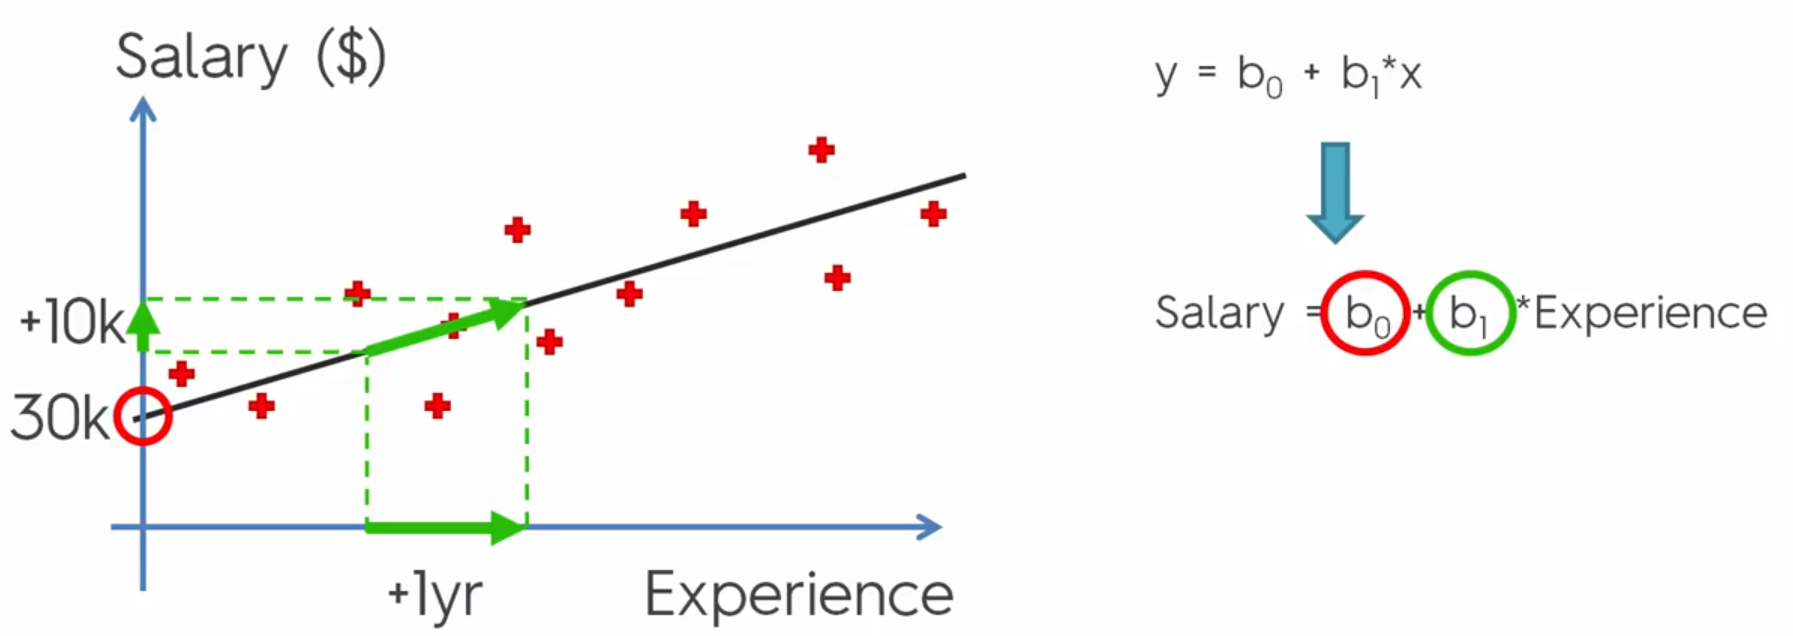 Salary ($)
+10k
30k
+1yr
Experience
y = b₀ + b₁*x
Salary = b₀ + b₁*Experience